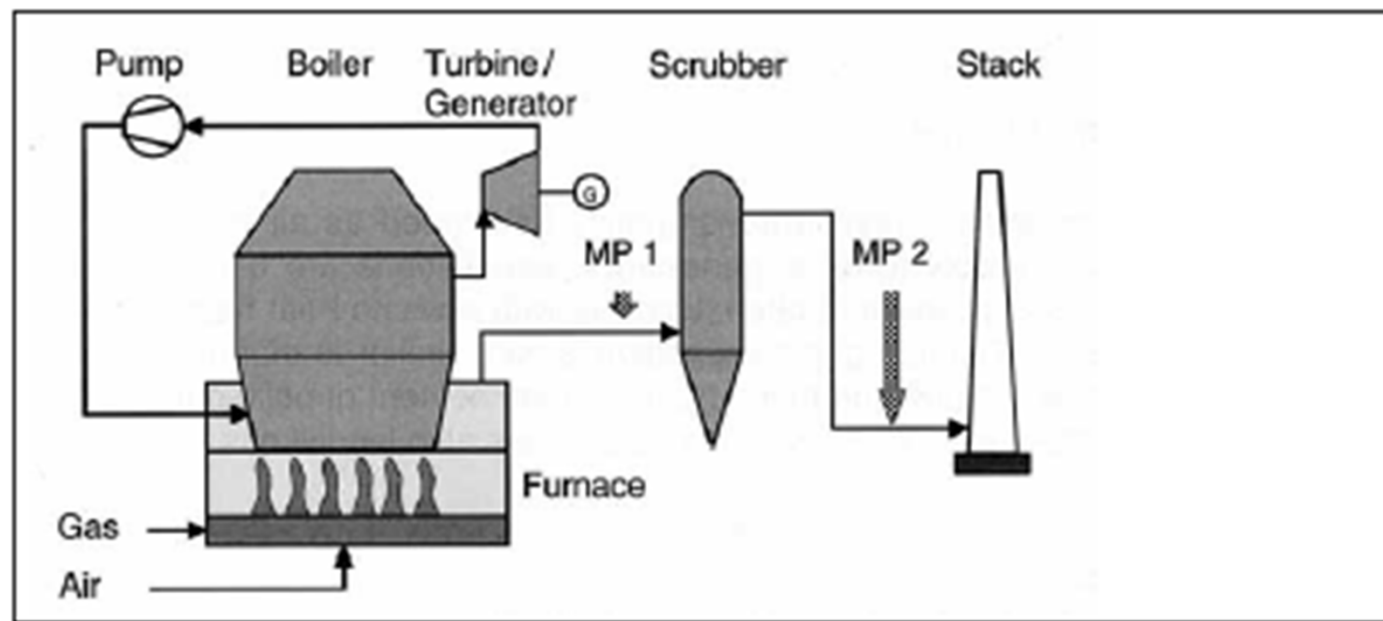 Pump
Boiler
Turbine/
Generator
Scrubber
Stack
G
MP 1
MP 2
Furnace
Gas
Air